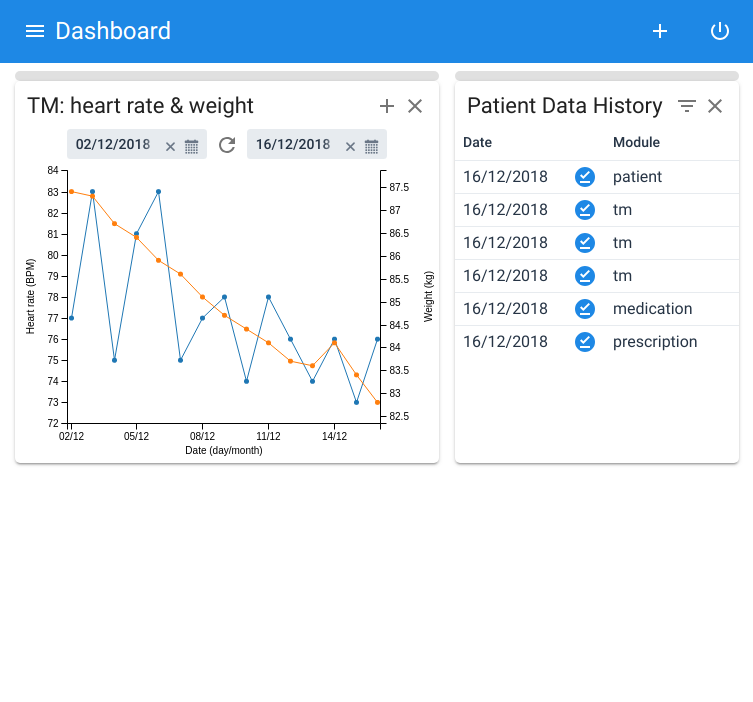 Dashboard
TM: heart rate & weight
02/12/2018
16/12/2018
84
83
82
81
80
79
78
77
76
75
74
73
72
Heart rate (BPM)
87.5
87
86.5
86
85.5
85
84.5
84
83.5
83
82.5
Weight (kg)
02/12 05/12 08/12 11/12 14/12
Date (day/month)
Patient Data History
Date Module
16/12/2018 patient
16/12/2018 tm
16/12/2018 tm
16/12/2018 tm
16/12/2018 medication
16/12/2018 prescription